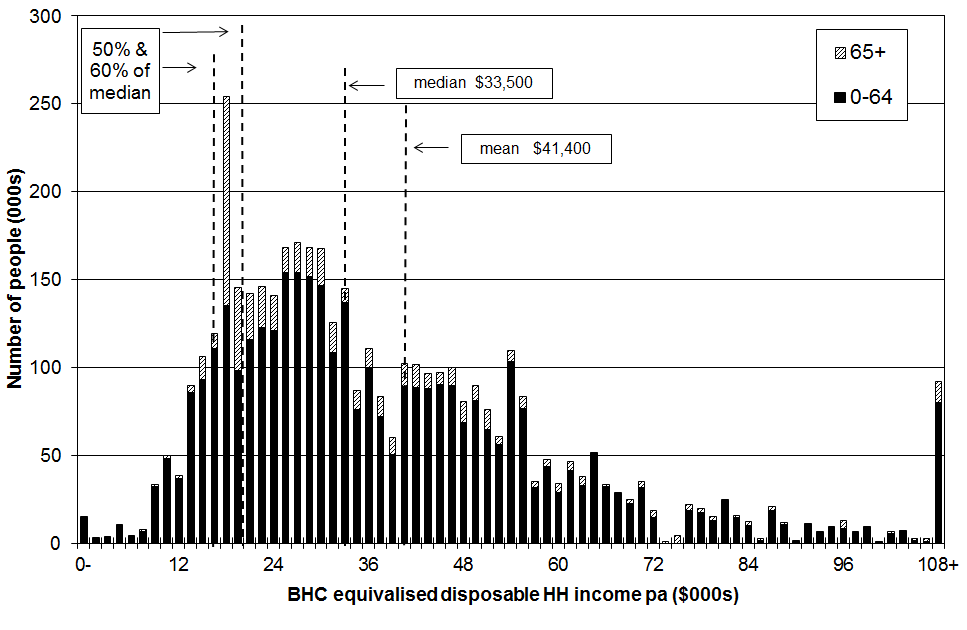 300
250
200
150
100
50
0
Number of people (000s)
50% &
60% of
median
median $33,500
mean $41,400
65+
0-64
0- 12 24 36 48 60 72 84 96 108+
BHC equivalised disposable HH income pa ($000s)